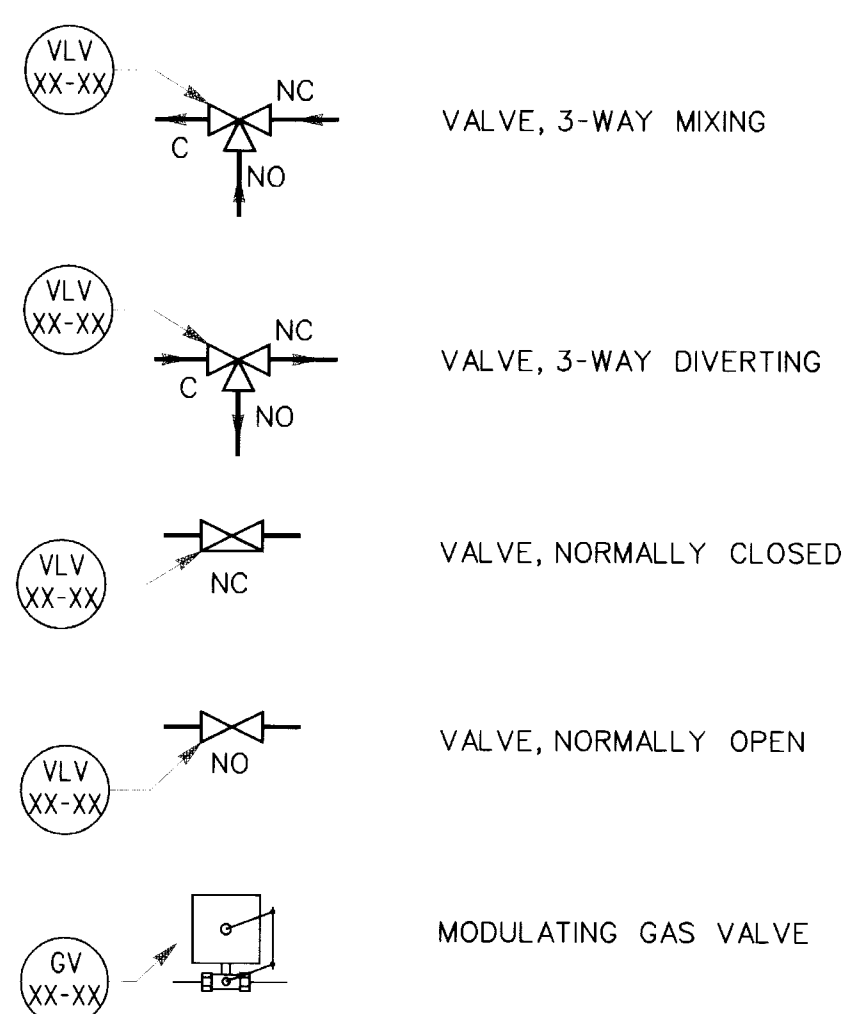 VLV
XX-XX
NC
C
NO
VALVE, 3-WAY MIXING
VLV
XX-XX
NC
C
NO
VALVE, 3-WAY DIVERTING
VLV
XX-XX
NC
VALVE, NORMALLY CLOSED
VLV
XX-XX
NO
VALVE, NORMALLY OPEN
GV
XX-XX
MODULATING GAS VALVE